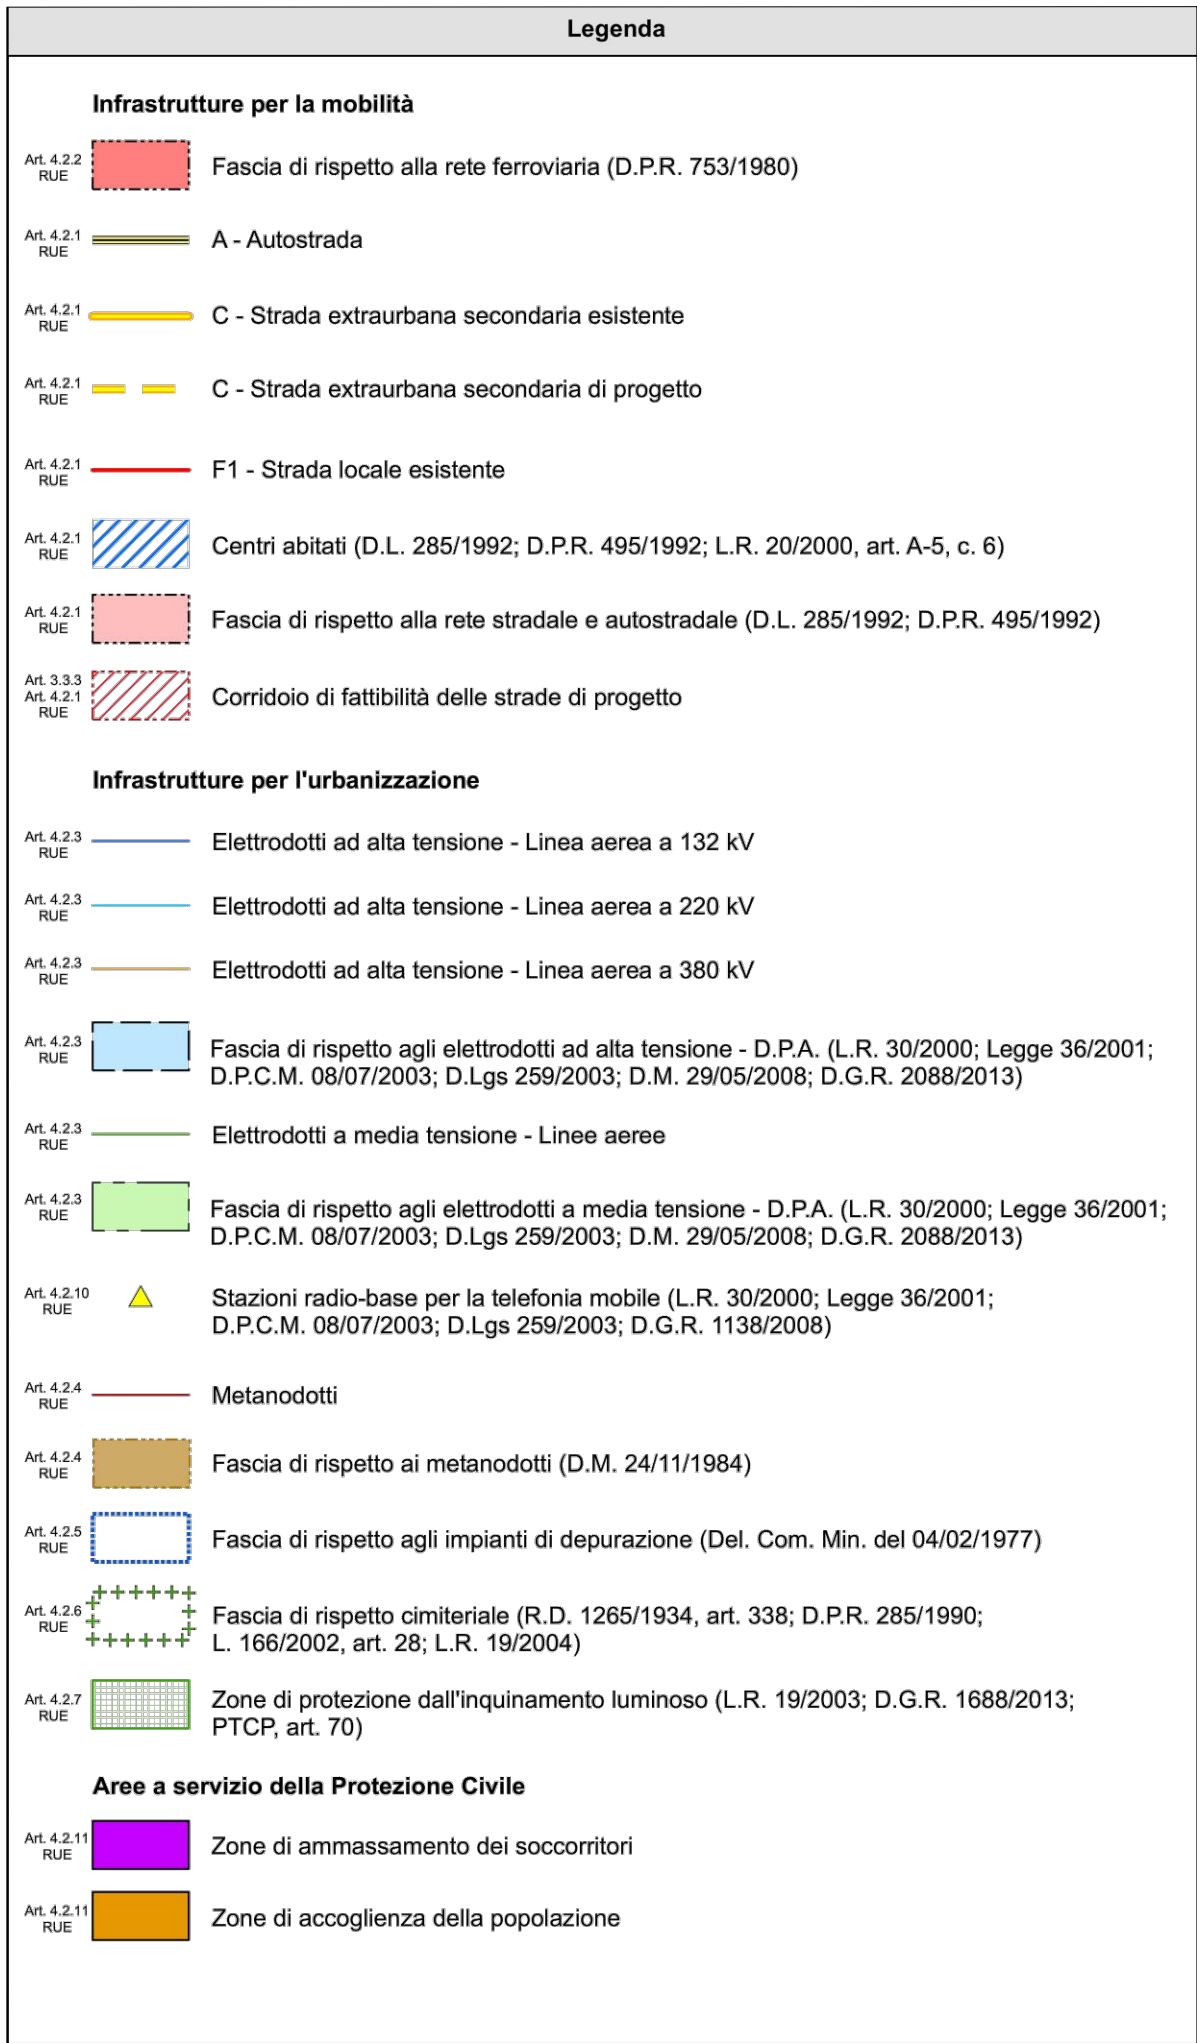 Legenda
Infrastrutture per la mobilità
Art. 4.2.2
RUE
Fascia di rispetto alla rete ferroviaria (D.P.R. 753/1980)
Art. 4.2.1
RUE
A - Autostrada
Art. 4.2.1
RUE
C - Strada extraurbana secondaria esistente
Art. 4.2.1
RUE
C - Strada extraurbana secondaria di progetto
Art. 4.2.1
RUE
F1 - Strada locale esistente
Art. 4.2.1
RUE
Centri abitati (D.L. 285/1992; D.P.R. 495/1992; L.R. 20/2000, art. A-5, c. 6)
Art. 4.2.1
RUE
Fascia di rispetto alla rete stradale e autostradale (D.L. 285/1992; D.P.R. 495/1992)
Art. 3.3.3
Art. 4.2.1
RUE
Corridoio di fattibilità delle strade di progetto
Infrastrutture per l'urbanizzazione
Art. 4.2.3
RUE
Elettrodotti ad alta tensione - Linea aerea a 132 kV
Art. 4.2.3
RUE
Elettrodotti ad alta tensione - Linea aerea a 220 kV
Art. 4.2.3
RUE
Elettrodotti ad alta tensione - Linea aerea a 380 kV
Art. 4.2.3
RUE
Fascia di rispetto agli elettrodotti ad alta tensione - D.P.A. (L.R. 30/2000; Legge 36/2001;
D.P.C.M. 08/07/2003; D.Lgs 259/2003; D.M. 29/05/2008; D.G.R. 2088/2013)
Art. 4.2.3
RUE
Elettrodotti a media tensione - Linee aeree
Art. 4.2.3
RUE
Fascia di rispetto agli elettrodotti a media tensione - D.P.A. (L.R. 30/2000; Legge 36/2001;
D.P.C.M. 08/07/2003; D.Lgs 259/2003; D.M. 29/05/2008; D.G.R. 2088/2013)
Art. 4.2.10
RUE
Stazioni radio-base per la telefonia mobile (L.R. 30/2000; Legge 36/2001;
D.P.C.M. 08/07/2003; D.Lgs 259/2003; D.G.R. 1138/2008)
Art. 4.2.4
RUE
Metanodotti
Art. 4.2.4
RUE
Fascia di rispetto ai metanodotti (D.M. 24/11/1984)
Art. 4.2.5
RUE
Fascia di rispetto agli impianti di depurazione (Del. Com. Min. del 04/02/1977)
Art. 4.2.6
RUE
Fascia di rispetto cimiteriale (R.D. 1265/1934, art. 338; D.P.R. 285/1990;
L. 166/2002, art. 28; L.R. 19/2004)
Art. 4.2.7
RUE
Zone di protezione dall'inquinamento luminoso (L.R. 19/2003; D.G.R. 1688/2013;
PTCP, art. 70)
Aree a servizio della Protezione Civile
Art. 4.2.11
RUE
Zone di ammassamento dei soccorritori
Art. 4.2.11
RUE
Zone di accoglienza della popolazione